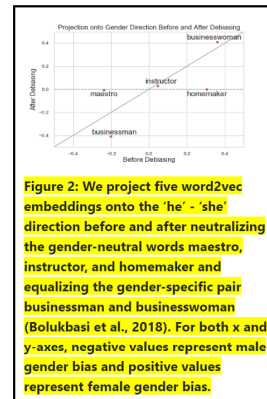 Projection onto Gender Direction Before and After Debiasing
businesswoman
0.4
0.2
instructor
0.0
maestro
homemaker
−0.2
businessman
−0.4
−0.4
−0.2
0.0
0.2
0.4
After Debiasing
Before Debiasing
Figure 2: We project five word2vec
embeddings onto the ‘he’ - ‘she’
direction before and after neutralizing
the gender-neutral words maestro,
instructor, and homemaker and
equalizing the gender-specific pair
businessman and businesswoman
(Bolukbasi et al., 2018). For both x and
y-axes, negative values represent male
gender bias and positive values
represent female gender bias.